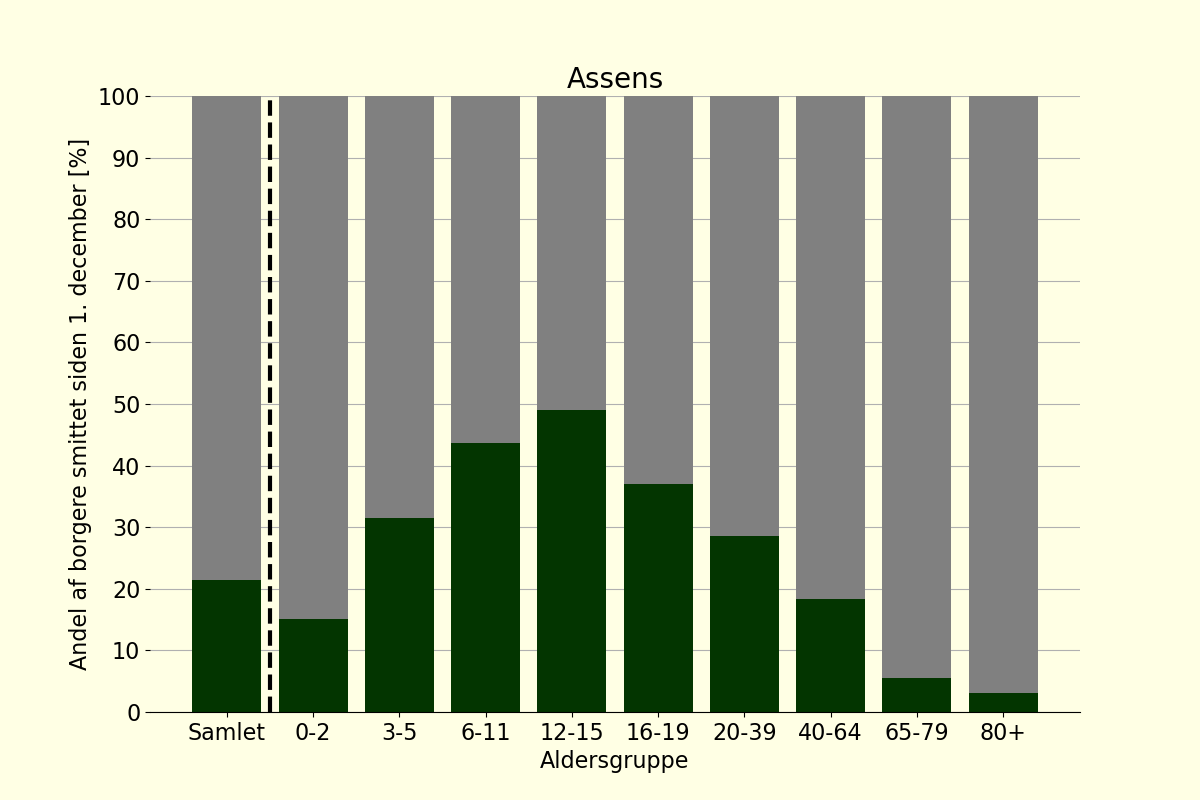 Assens
Andel af borgere smittet siden 1. december [%]
100
90
80
70
60
50
40
30
20
10
0
Samlet 0-2 3-5 6-11 12-15 16-19 20-39 40-64 65-79 80+
Aldersgruppe